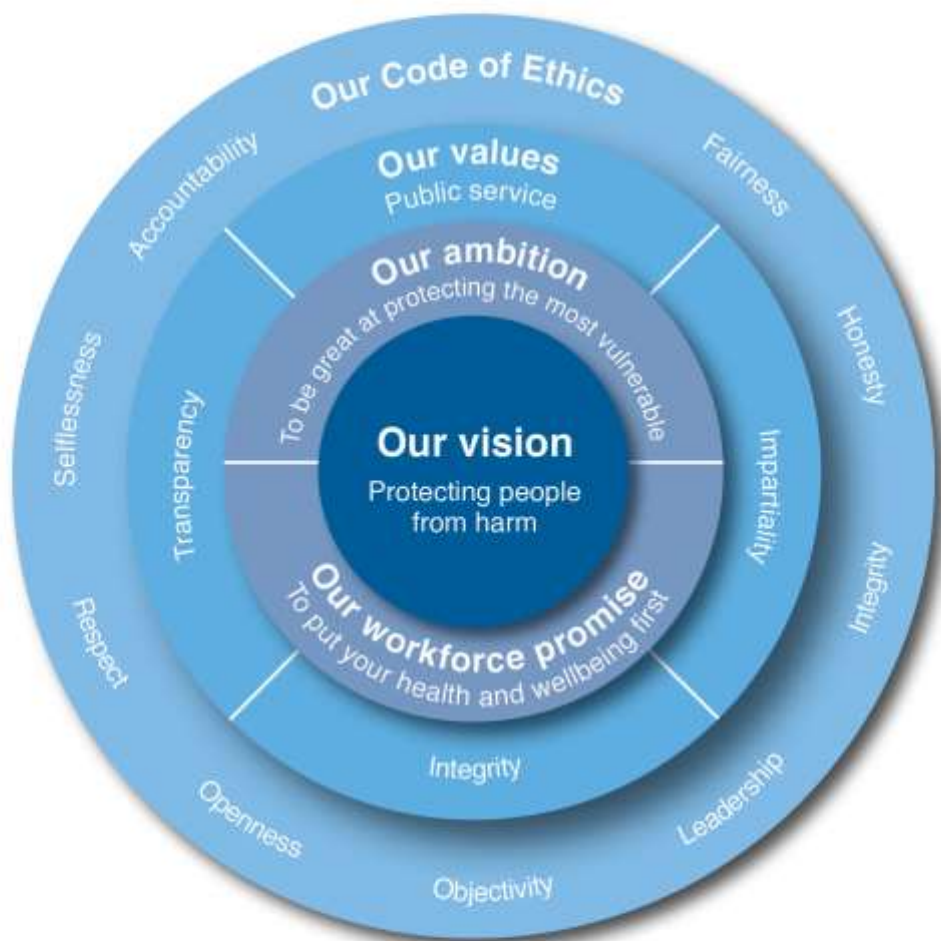 Our Code of Ethics
Accountability
Fairness
Our values
Public service
Our ambition
To be great at protecting the most vulnerable
Honesty
Selflessness
Transparency
Our vision
Protecting people
from harm
Impartiality
Our workforce promise
To put your health and wellbeing first
Integrity
Respect
Integrity
Openness
Leadership
Objectivity